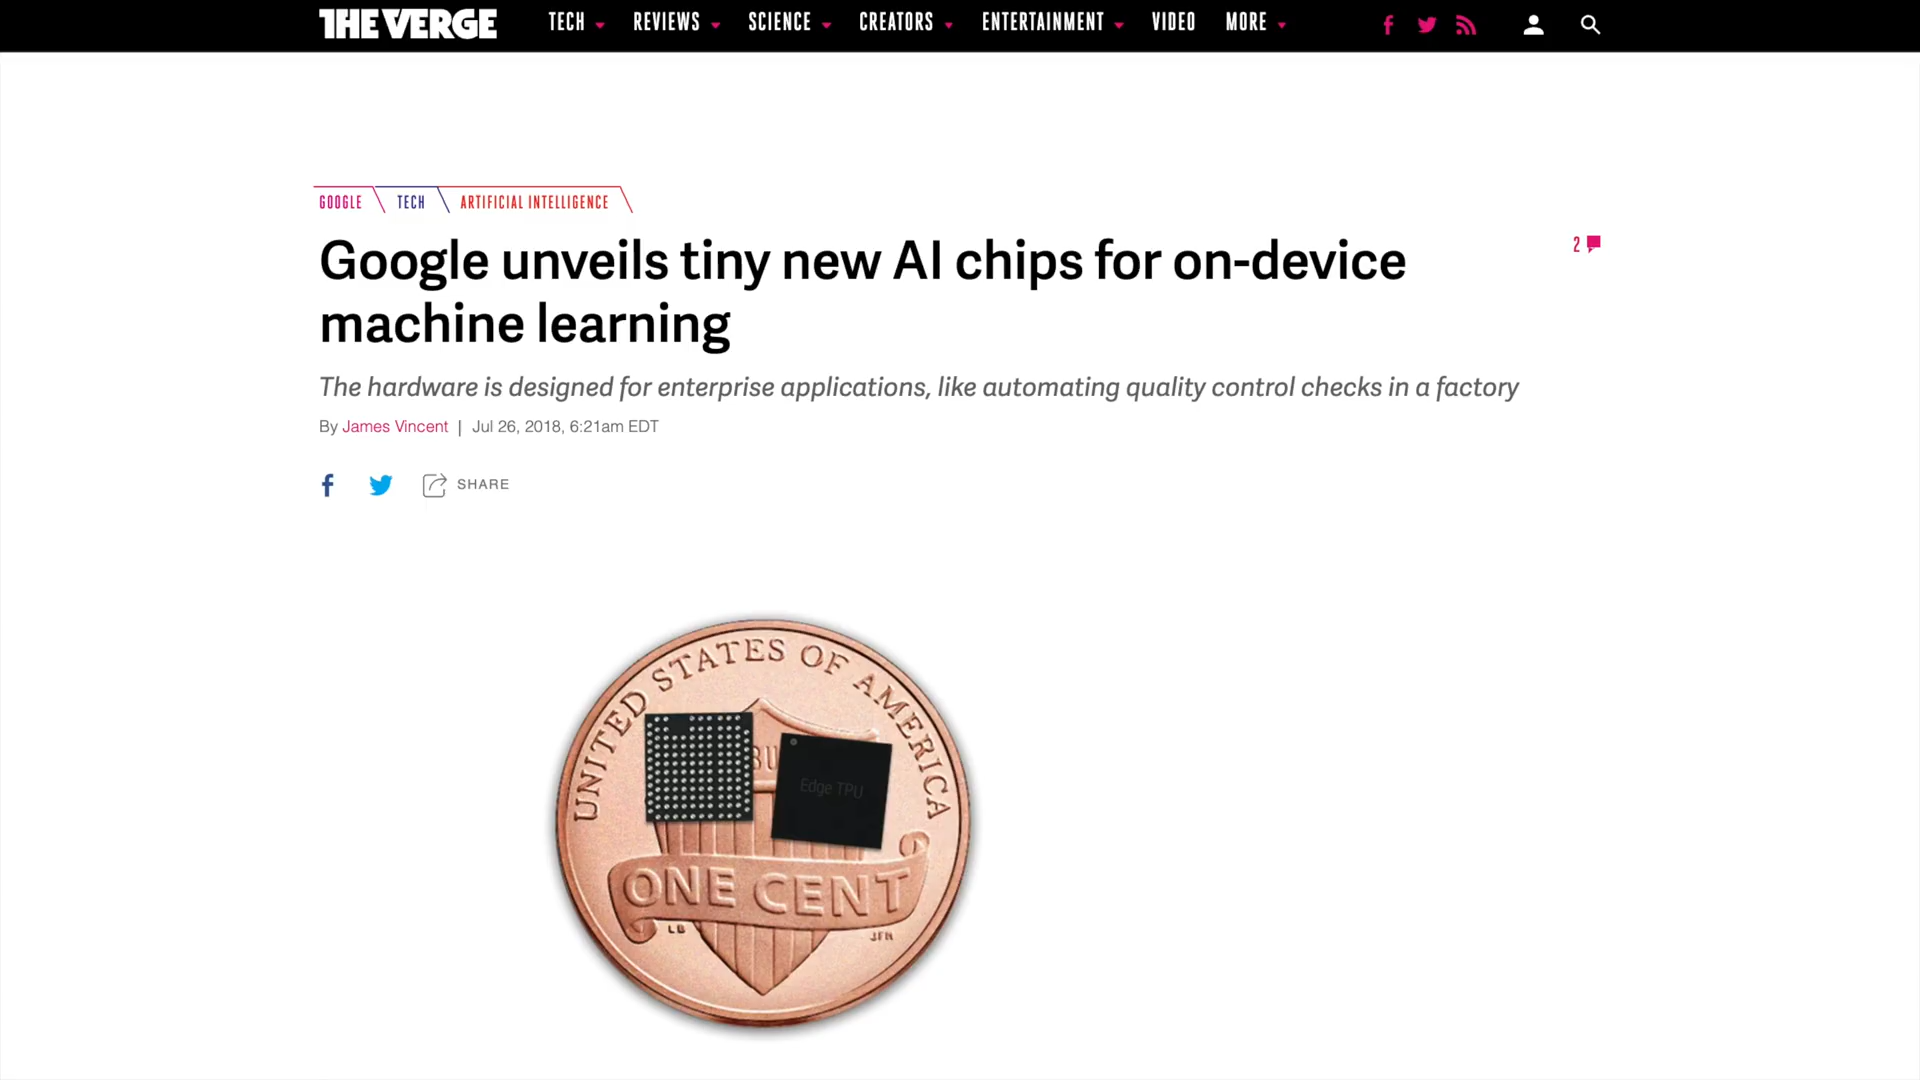 THE VERGE
TECH REVIEWS SCIENCE CREATORS ENTERTAINMENT VIDEO MORE
GOOGLE TECH ARTIFICIAL INTELLIGENCE
Google unveils tiny new AI chips for on-device
machine learning
2
The hardware is designed for enterprise applications, like automating quality control checks in a factory
By James Vincent | Jul 26, 2018, 6:21am EDT
SHARE
UNITED STATES OF AMERICA
Edge TPU
ONE CENT
LB JFM